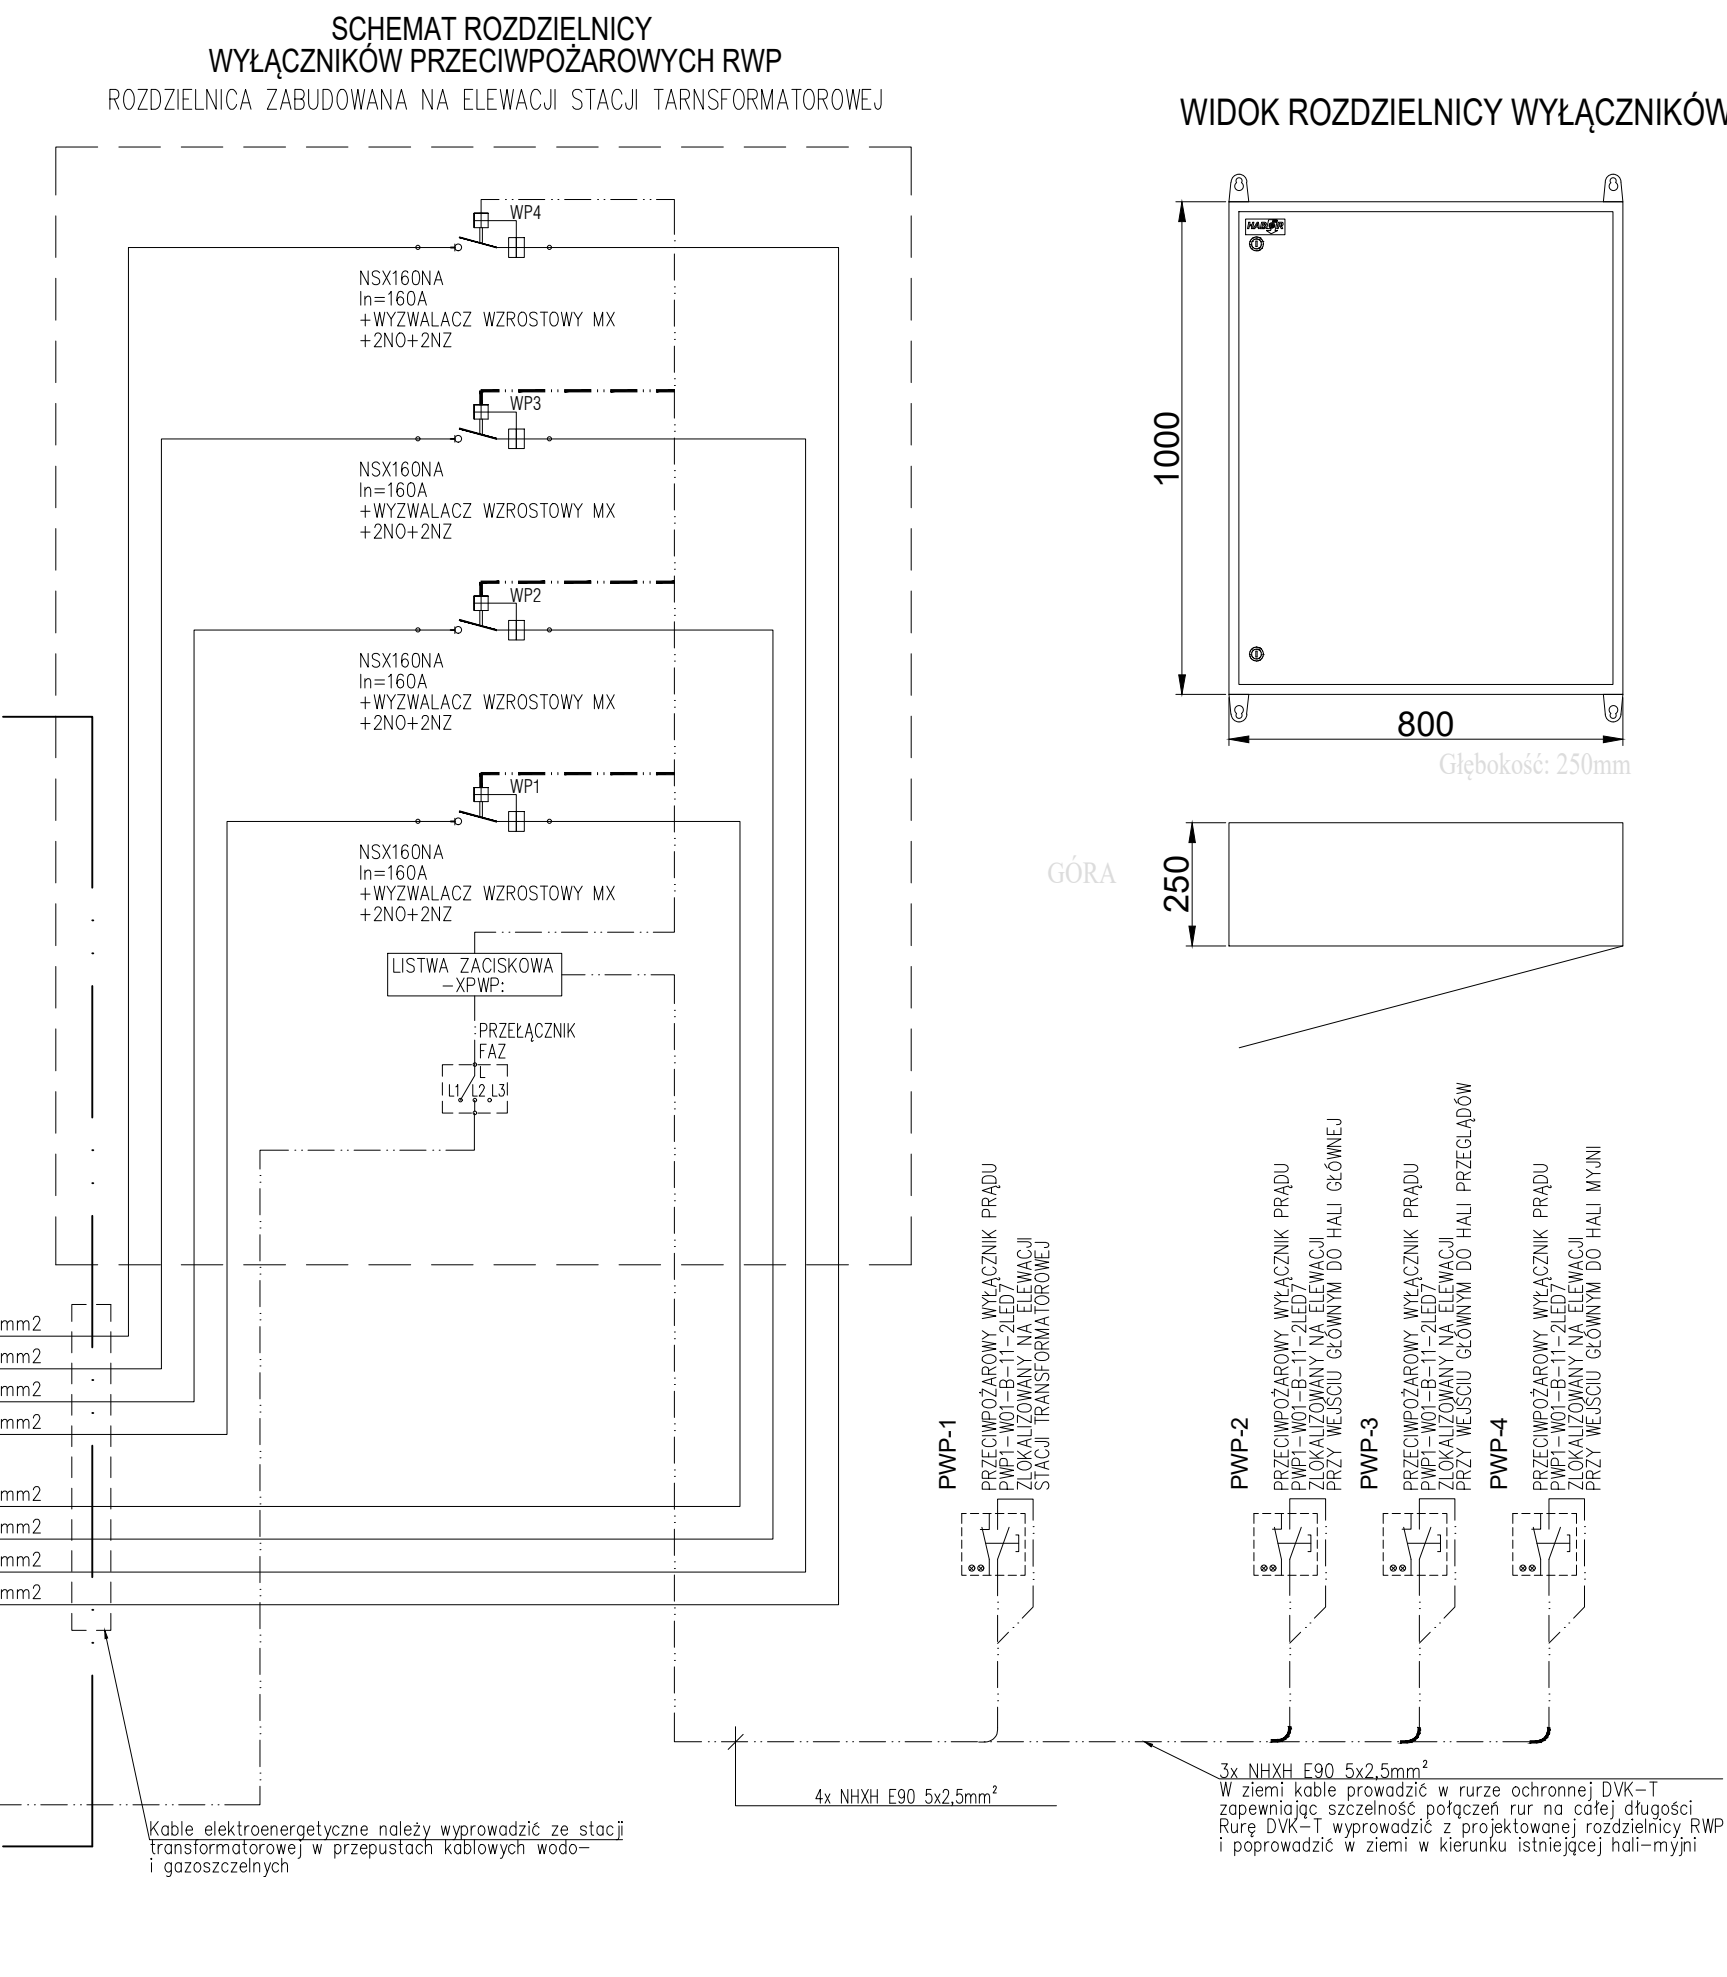 SCHEMAT ROZDZIELNICY
WYŁĄCZNIKÓW PRZECIWPOŻAROWYCH RWP
ROZDZIELNICA ZABUDOWANA NA ELEWACJI STACJI TARNSFORMATOROWEJ
WP4
NSX160NA
In=160A
+WYZWALACZ WZROSTOWY MX
+2NO+2NZ
WP3
NSX160NA
In=160A
+WYZWALACZ WZROSTOWY MX
+2NO+2NZ
WP2
NSX160NA
In=160A
+WYZWALACZ WZROSTOWY MX
+2NO+2NZ
WP1
NSX160NA
In=160A
+WYZWALACZ WZROSTOWY MX
+2NO+2NZ
LISTWA ZACISKOWA
-XPWP:
PRZEŁĄCZNIK
FAZ
L
L1 L2 L3
mm2
mm2
mm2
mm2
mm2
mm2
mm2
mm2
Kable elektroenergetyczne należy wyprowadzić ze stacji
transformatorowej w przepustach kablowych wodo-
i gazoszczelnych
WIDOK ROZDZIELNICY WYŁĄCZNIKÓW
HABER
1000
800
Głębokość: 250mm
GÓRA
250
PWP-1
PRZECIWPOŻAROWY WYŁĄCZNIK PRĄDU
PWP1-W01-B-11-2LED7
ZLOKALIZOWANY NA ELEWACJI
STACJI TRANSFORMATOROWEJ
PWP-2
PRZECIWPOŻAROWY WYŁĄCZNIK PRĄDU
PWP1-W01-B-11-2LED7
ZLOKALIZOWANY NA ELEWACJI
PRZY WEJŚCIU GŁÓWNYM DO HALI GŁÓWNEJ
PWP-3
PRZECIWPOŻAROWY WYŁĄCZNIK PRĄDU
PWP1-W01-B-11-2LED7
ZLOKALIZOWANY NA ELEWACJI
PRZY WEJŚCIU GŁÓWNYM DO HALI PRZEGLĄDÓW
PWP-4
PRZECIWPOŻAROWY WYŁĄCZNIK PRĄDU
PWP1-W01-B-11-2LED7
ZLOKALIZOWANY NA ELEWACJI
PRZY WEJŚCIU GŁÓWNYM DO HALI MYJNI
4x NHXH E90 5x2,5mm²
3x NHXH E90 5x2,5mm²
W ziemi kable prowadzić w rurze ochronnej DVK-T
zapewniając szczelność połączeń rur na całej długości
Rurę DVK-T wyprowadzić z projektowanej rozdzielnicy RWP
i poprowadzić w ziemi w kierunku istniejącej hali-myjni